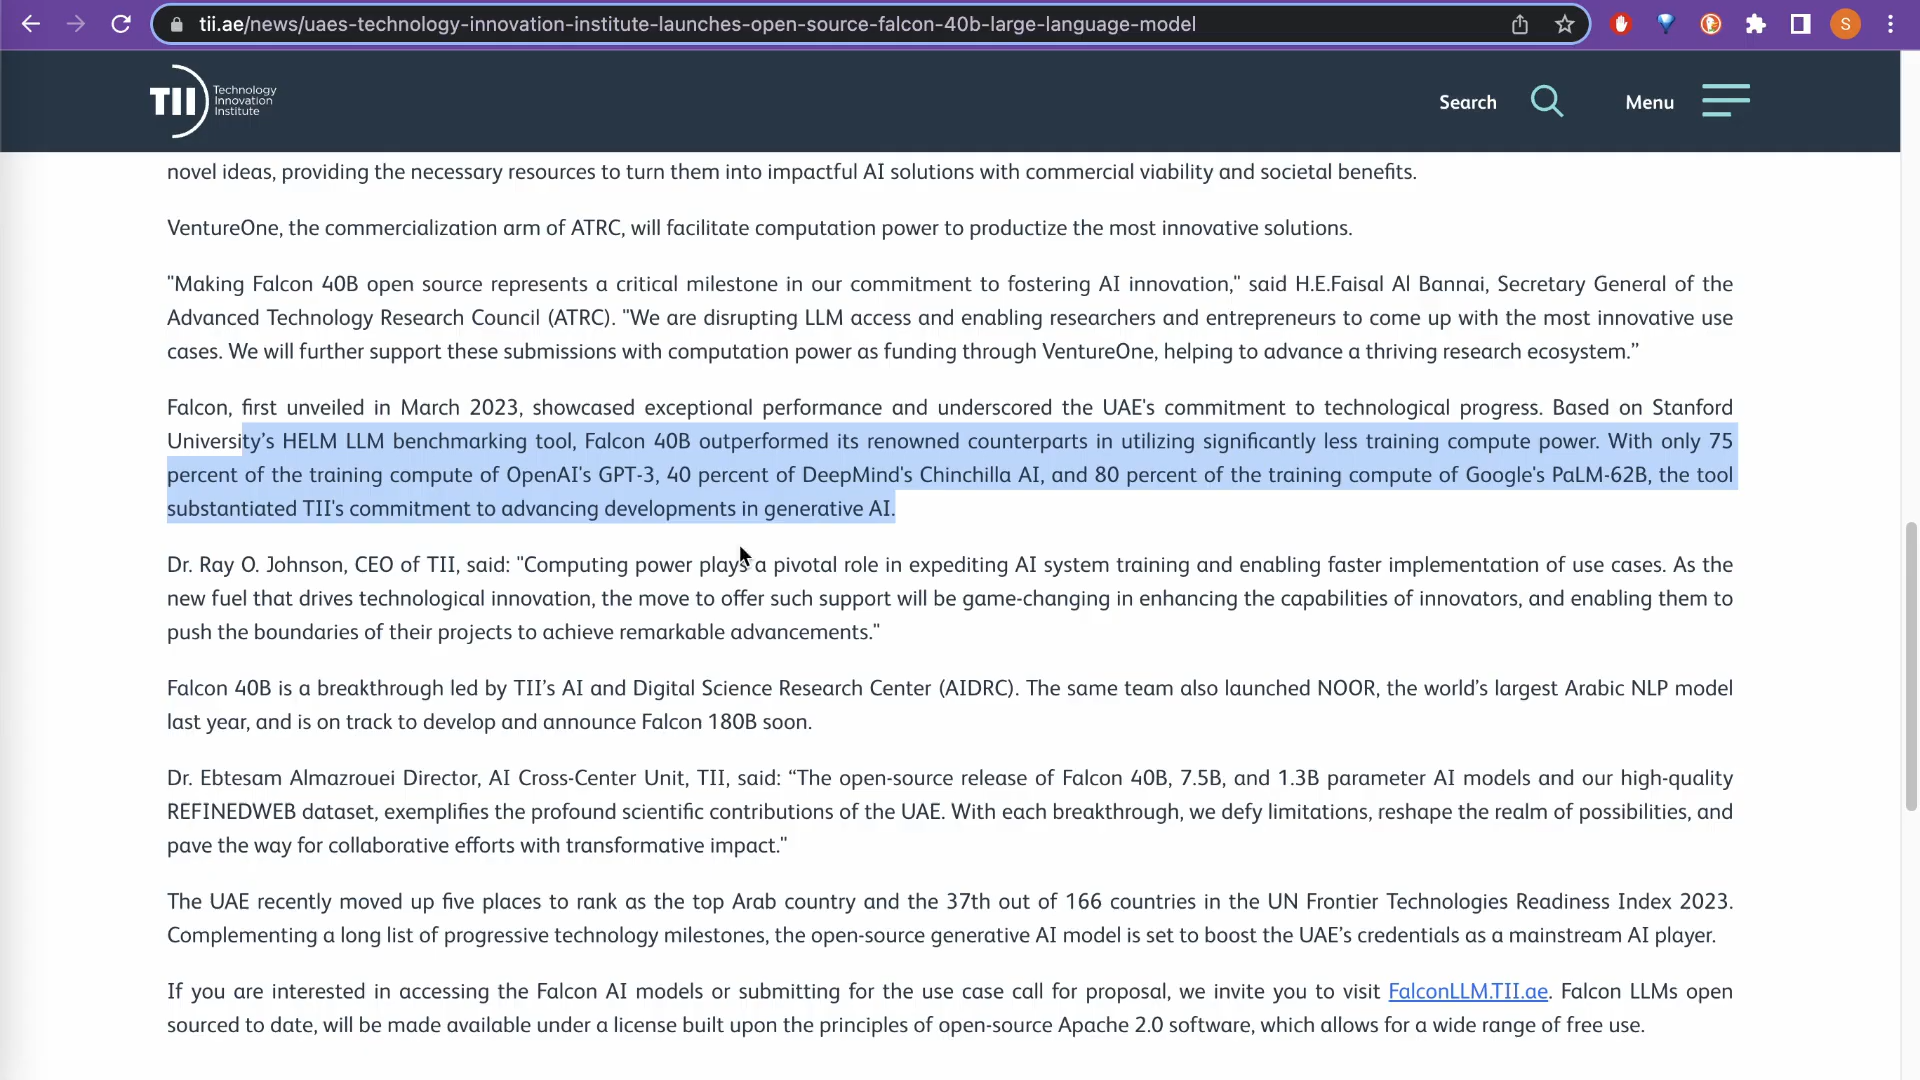 tii.ae/news/uaes-technology-innovation-institute-launches-open-source-falcon-40b-large-language-model
S
TII Technology
Innovation
Institute
Search
Menu
novel ideas, providing the necessary resources to turn them into impactful AI solutions with commercial viability and societal benefits.
VentureOne, the commercialization arm of ATRC, will facilitate computation power to productize the most innovative solutions.
"Making Falcon 40B open source represents a critical milestone in our commitment to fostering AI innovation," said H.E.Faisal Al Bannai, Secretary General of the
Advanced Technology Research Council (ATRC). "We are disrupting LLM access and enabling researchers and entrepreneurs to come up with the most innovative use
cases. We will further support these submissions with computation power as funding through VentureOne, helping to advance a thriving research ecosystem.”
Falcon, first unveiled in March 2023, showcased exceptional performance and underscored the UAE's commitment to technological progress. Based on Stanford
University’s HELM LLM benchmarking tool, Falcon 40B outperformed its renowned counterparts in utilizing significantly less training compute power. With only 75
percent of the training compute of OpenAI's GPT-3, 40 percent of DeepMind's Chinchilla AI, and 80 percent of the training compute of Google's PaLM-62B, the tool
substantiated TII's commitment to advancing developments in generative AI.
Dr. Ray O. Johnson, CEO of TII, said: "Computing power plays a pivotal role in expediting AI system training and enabling faster implementation of use cases. As the
new fuel that drives technological innovation, the move to offer such support will be game-changing in enhancing the capabilities of innovators, and enabling them to
push the boundaries of their projects to achieve remarkable advancements."
Falcon 40B is a breakthrough led by TII’s AI and Digital Science Research Center (AIDRC). The same team also launched NOOR, the world’s largest Arabic NLP model
last year, and is on track to develop and announce Falcon 180B soon.
Dr. Ebtesam Almazrouei Director, AI Cross-Center Unit, TII, said: “The open-source release of Falcon 40B, 7.5B, and 1.3B parameter AI models and our high-quality
REFINEDWEB dataset, exemplifies the profound scientific contributions of the UAE. With each breakthrough, we defy limitations, reshape the realm of possibilities, and
pave the way for collaborative efforts with transformative impact."
The UAE recently moved up five places to rank as the top Arab country and the 37th out of 166 countries in the UN Frontier Technologies Readiness Index 2023.
Complementing a long list of progressive technology milestones, the open-source generative AI model is set to boost the UAE’s credentials as a mainstream AI player.
If you are interested in accessing the Falcon AI models or submitting for the use case call for proposal, we invite you to visit FalconLLM.TII.ae. Falcon LLMs open
sourced to date, will be made available under a license built upon the principles of open-source Apache 2.0 software, which allows for a wide range of free use.